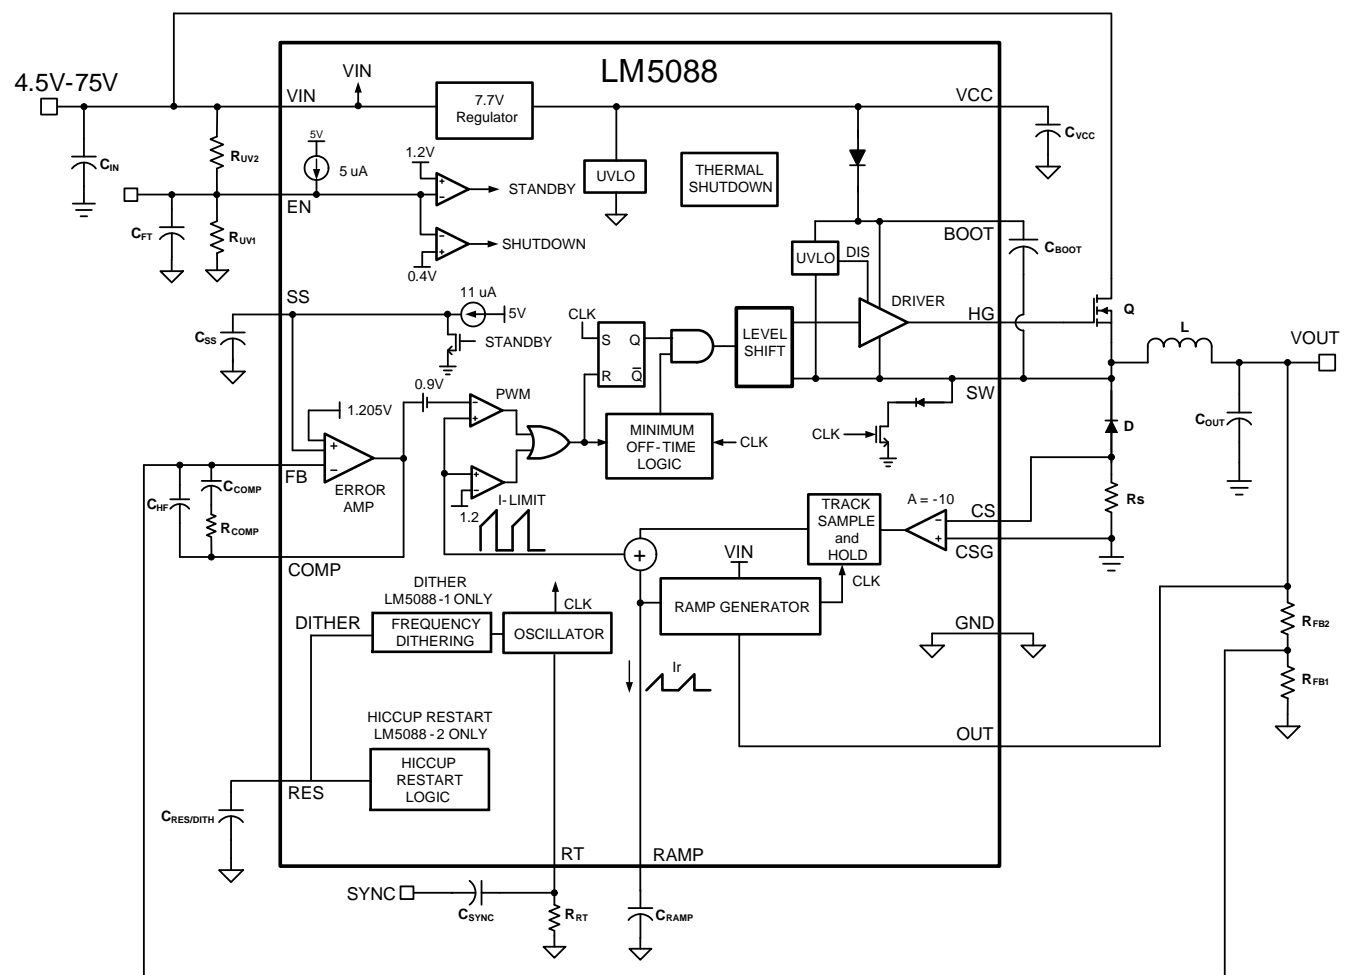 LM5088
4.5V-75V
VIN
VIN
7.7V
Regulator
VCC
CVCC
CIN
RUV2
5V
5 uA
1.2V
STANDBY
UVLO
THERMAL
SHUTDOWN
EN
CFT
RUV1
SHUTDOWN
0.4V
BOOT
UVLO
DIS
CBOOT
DRIVER
SS
11 uA
5V
CLK
STANDBY
CSS
S
Q
R
Q
LEVEL
SHIFT
HG
Q
L
VOUT
SW
0.9V
PWM
1.205V
MINIMUM
OFF-TIME
LOGIC
CLK
CLK
D
COUT
+
−
FB
ERROR
AMP
CHF
CCOMP
RCOMP
1.2
I-LIMIT
COMP
TRACK
SAMPLE
and
HOLD
A = -10
CS
CSG
Rs
+
VIN
CLK
RAMP GENERATOR
DITHER
LM5088-1 ONLY
CLK
DITHER
FREQUENCY
DITHERING
OSCILLATOR
GND
RFB2
RFB1
Ir
HICCUP RESTART
LM5088-2 ONLY
HICCUP
RESTART
LOGIC
OUT
RES
CRES/DITH
RT
RAMP
SYNC
CSYNC
RRT
CRAMP